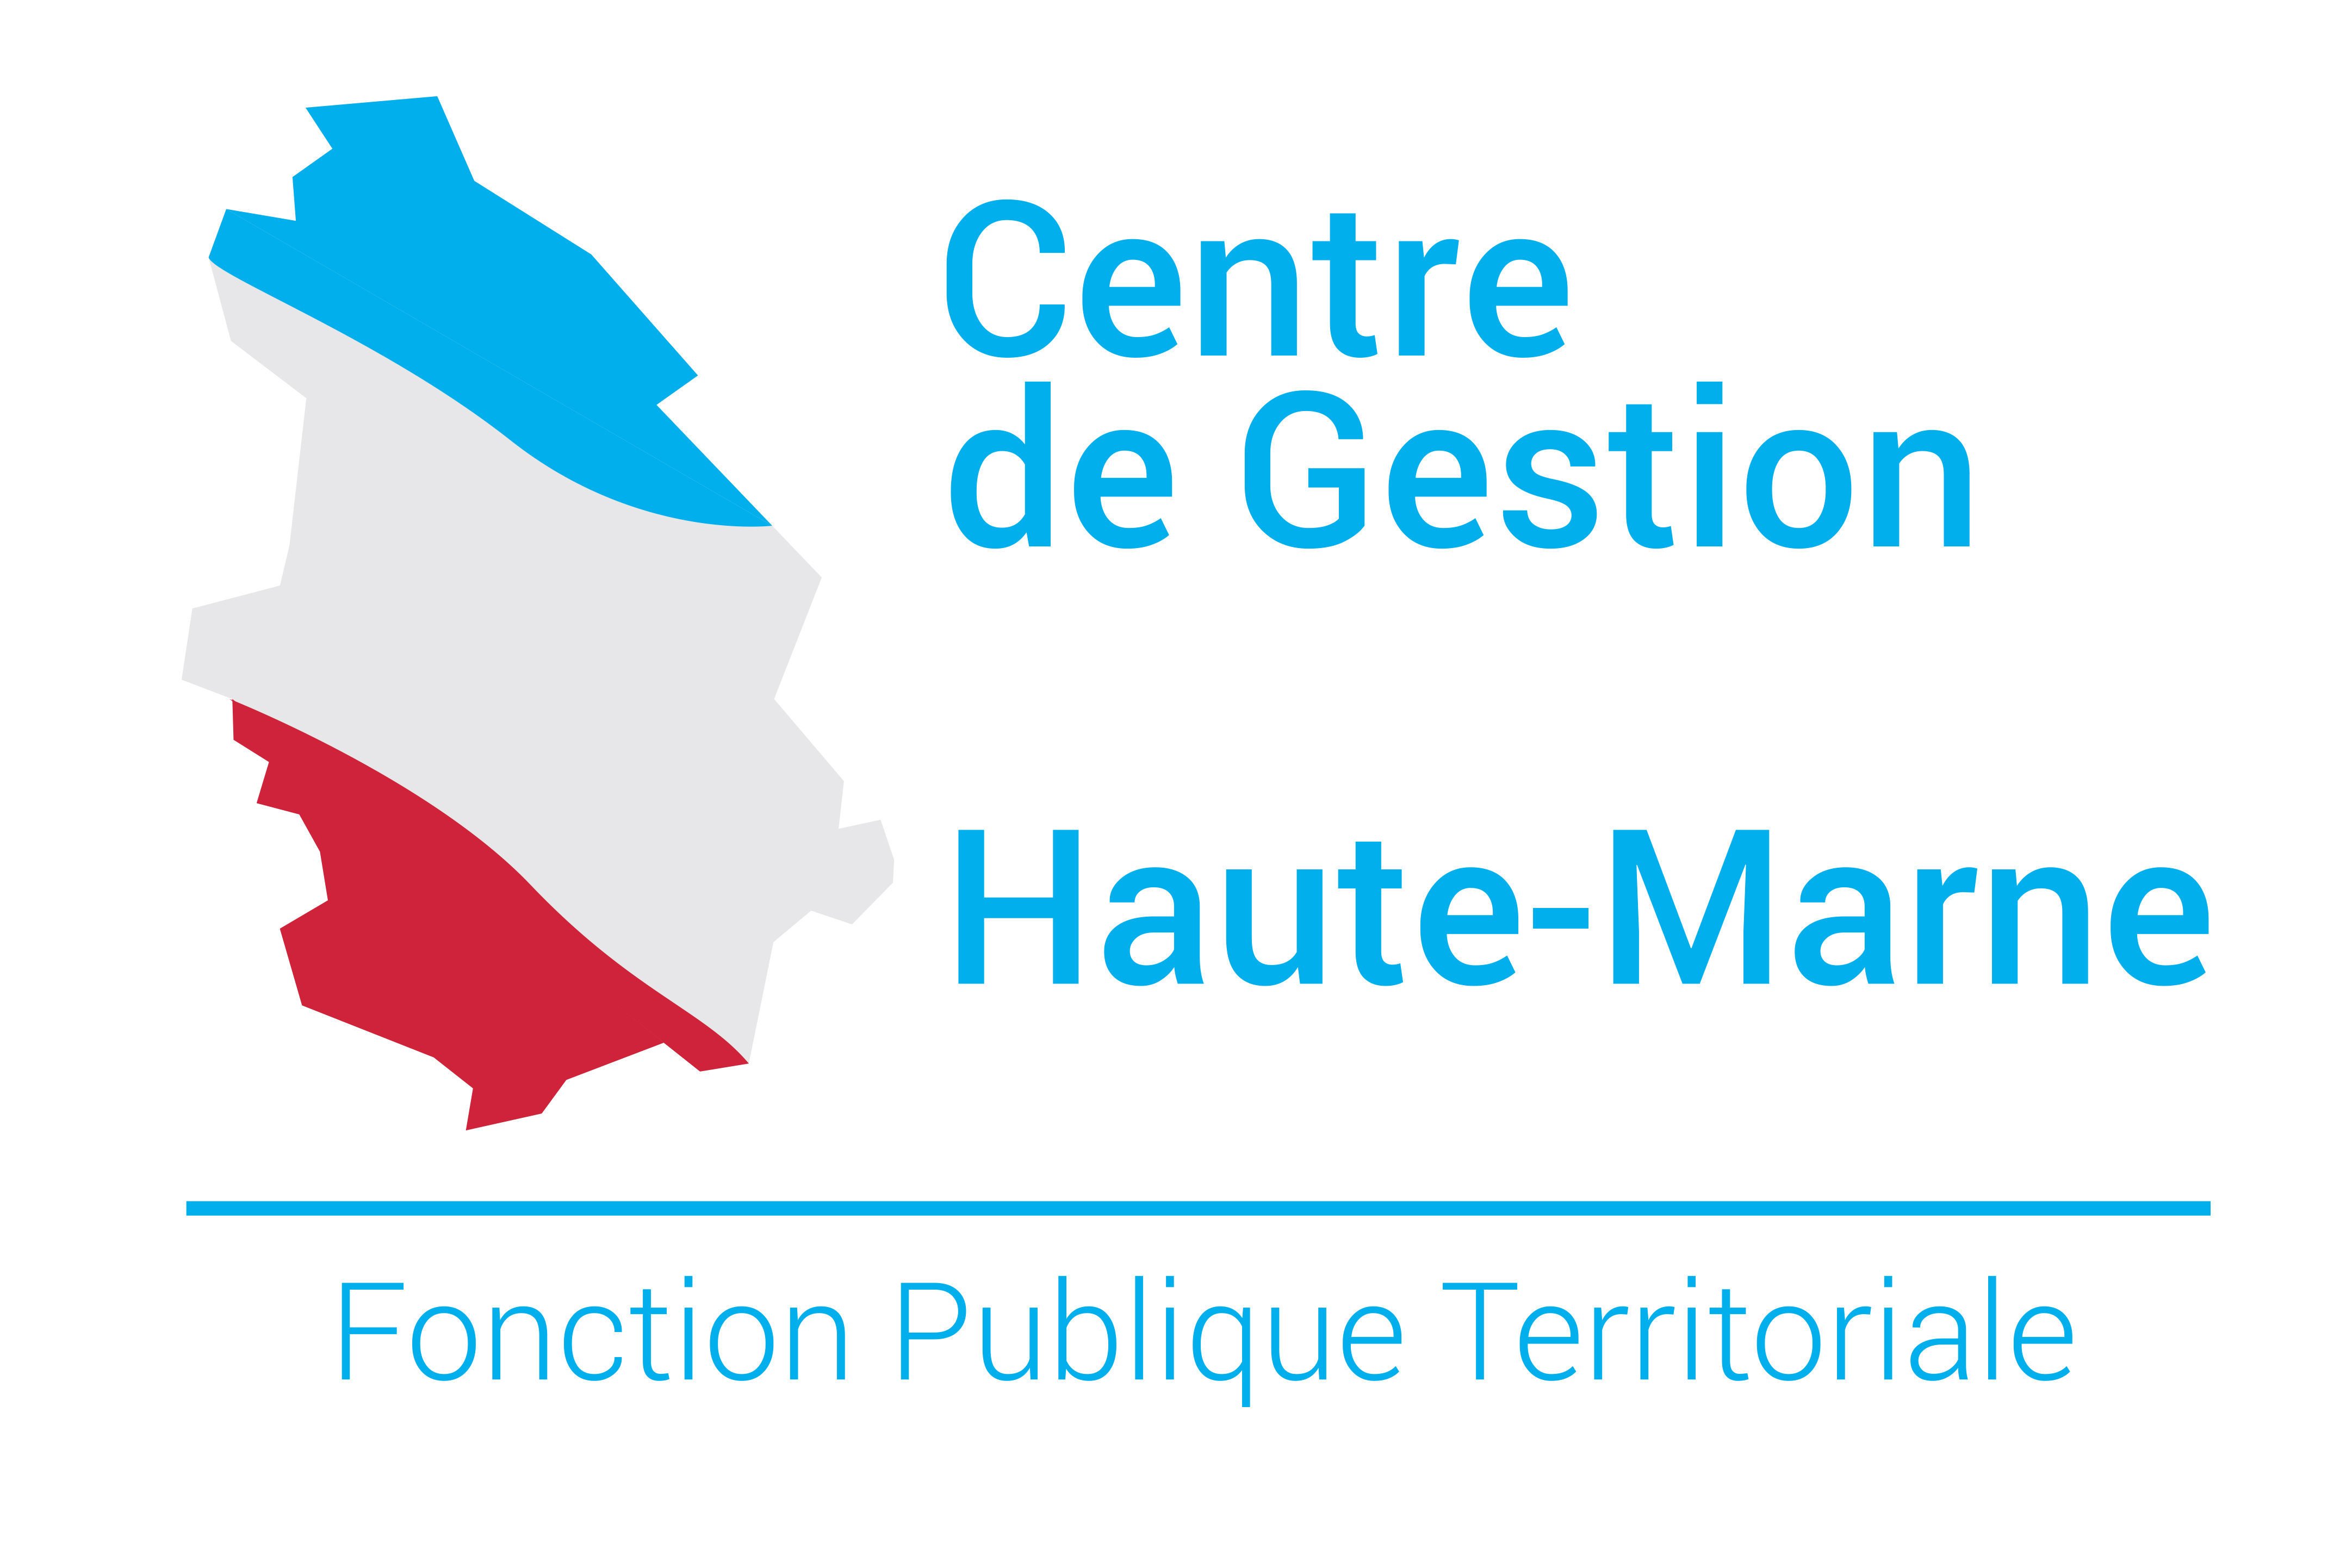 Centre
de Gestion
Haute-Marne
Fonction Publique Territoriale